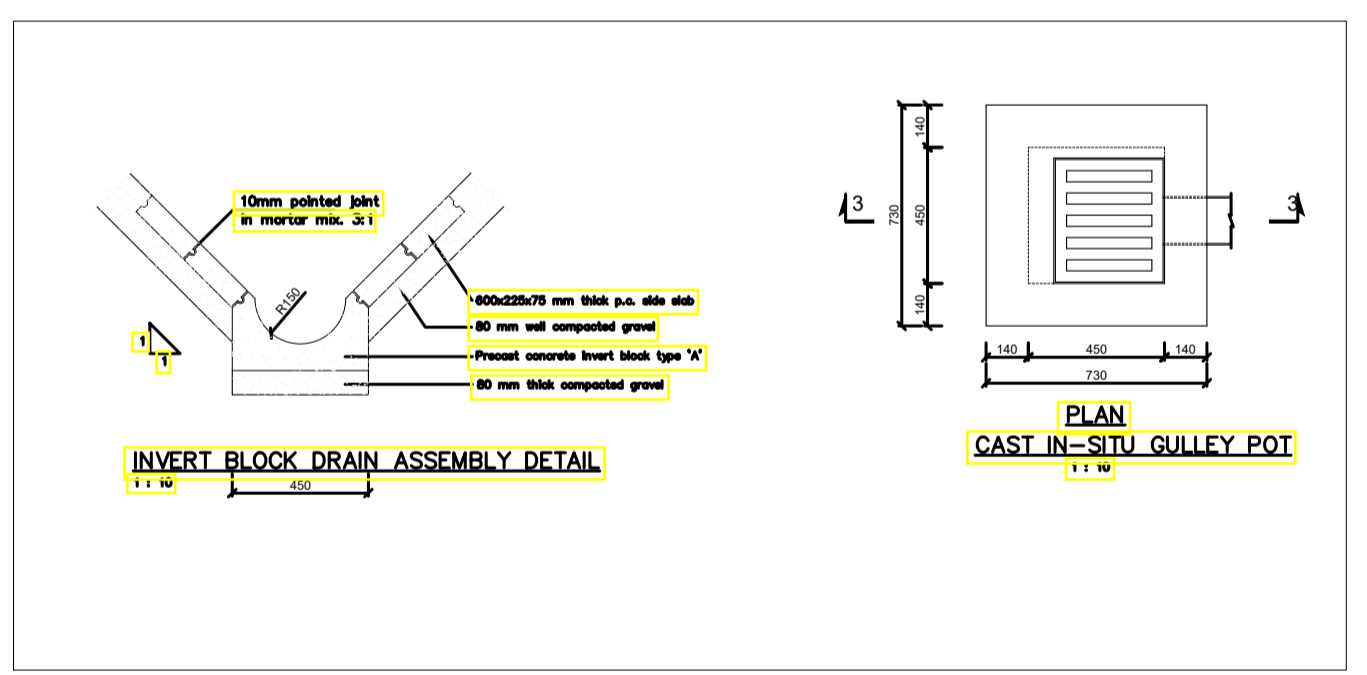 10mm pointed joint
in mortar mix. 3:1
R150
600x225x75 mm thick p.c. side slab
80 mm well compacted gravel
Precast concrete invert block type 'A'
80 mm thick compacted gravel
1
1
INVERT BLOCK DRAIN ASSEMBLY DETAIL
1 : 10
450
140
450
730
140
3
3
140
450
140
730
PLAN
CAST IN-SITU GULLEY POT
1 : 10